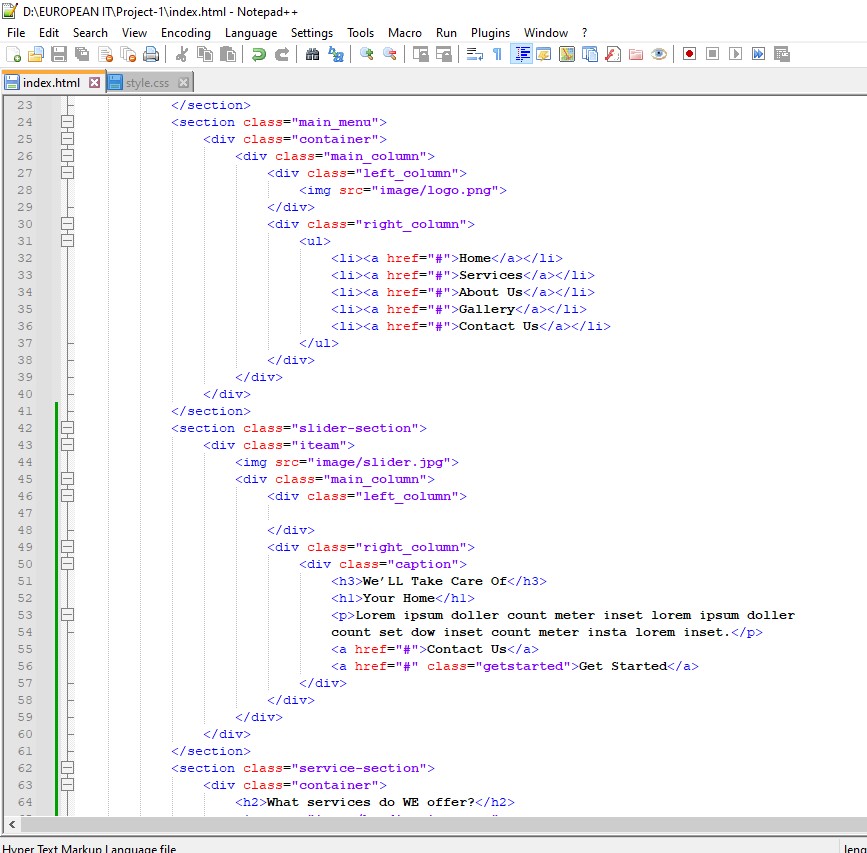 D:\EUROPEAN IT\Project-1\index.html - Notepad++
File Edit Search View Encoding Language Settings Tools Macro Run Plugins Window ?
index.html style.css
23 </section>
24 <section class="main_menu">
25 <div class="container">
26 <div class="main_column">
27 <div class="left_column">
28 <img src="image/logo.png">
29 </div>
30 <div class="right_column">
31 <ul>
32 <li><a href="#">Home</a></li>
33 <li><a href="#">Services</a></li>
34 <li><a href="#">About Us</a></li>
35 <li><a href="#">Gallery</a></li>
36 <li><a href="#">Contact Us</a></li>
37 </ul>
38 </div>
39 </div>
40 </div>
41 </section>
42 <section class="slider-section">
43 <div class="iteam">
44 <img src="image/slider.jpg">
45 <div class="main_column">
46 <div class="left_column">
47
48 </div>
49 <div class="right_column">
50 <div class="caption">
51 <h3>We’LL Take Care Of</h3>
52 <h1>Your Home</h1>
53 <p>Lorem ipsum doller count meter inset lorem ipsum doller
54 count set dow inset count meter insta lorem inset.</p>
55 <a href="#">Contact Us</a>
56 <a href="#" class="getstarted">Get Started</a>
57 </div>
58 </div>
59 </div>
60 </div>
61 </section>
62 <section class="service-section">
63 <div class="container">
64 <h2>What services do WE offer?</h2>
Hyper Text Markup Language file leng